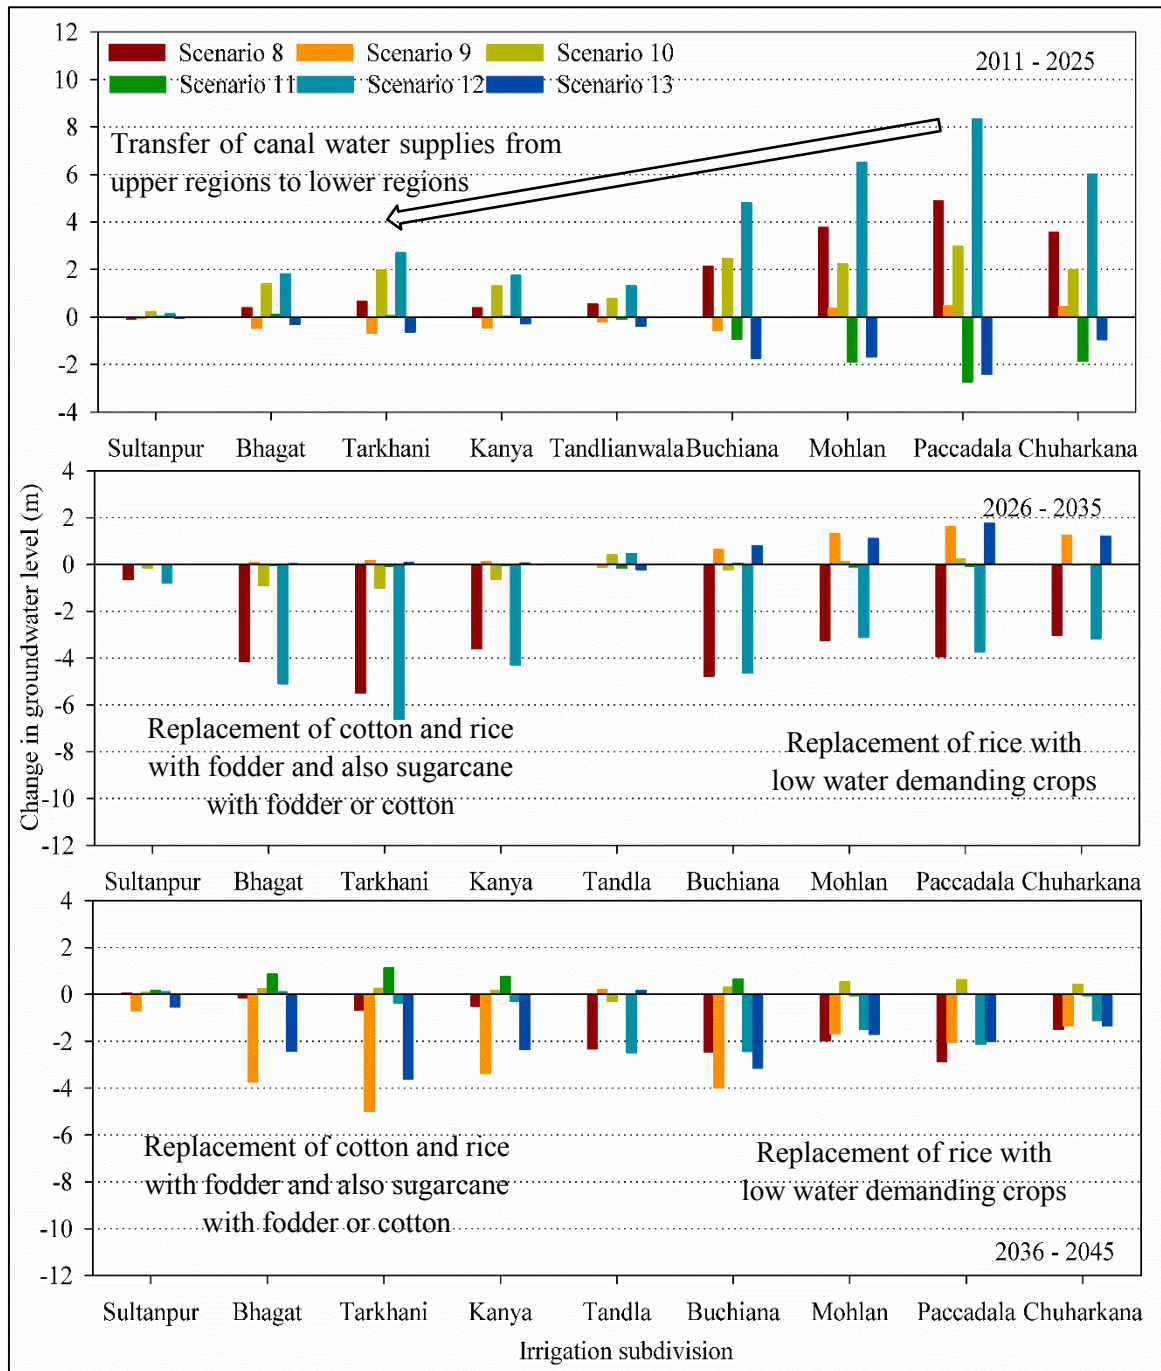 12
10
8
6
4
2
0
-2
-4
Scenario 8
Scenario 9
Scenario 10
Scenario 11
Scenario 12
Scenario 13
2011 - 2025
Transfer of canal water supplies from
upper regions to lower regions
Sultanpur Bhagat Tarkhani Kanya Tandlianwala Buchiana Mohlan Paccadala Chuharkana
Change in groundwater level (m)
4
2
0
-2
-4
-6
-8
-10
-12
2026 - 2035
Replacement of cotton and rice
with fodder and also sugarcane
with fodder or cotton
Replacement of rice with
low water demanding crops
Sultanpur Bhagat Tarkhani Kanya Tandla Buchiana Mohlan Paccadala Chuharkana
4
2
0
-2
-4
-6
-8
-10
-12
Replacement of cotton and rice
with fodder and also sugarcane
with fodder or cotton
Replacement of rice with
low water demanding crops
2036 - 2045
Sultanpur Bhagat Tarkhani Kanya Tandla Buchiana Mohlan Paccadala Chuharkana
Irrigation subdivision